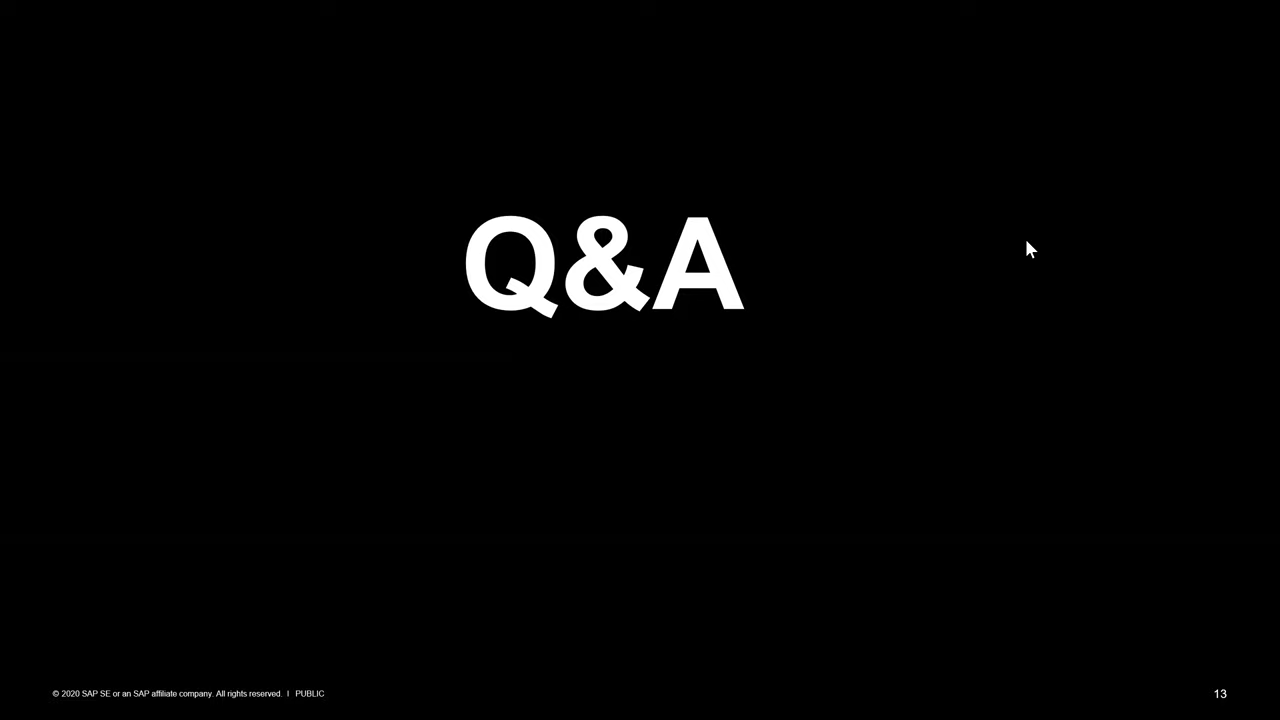 Q&A
© 2020 SAP SE or an SAP affiliate company. All rights reserved. I PUBLIC
13